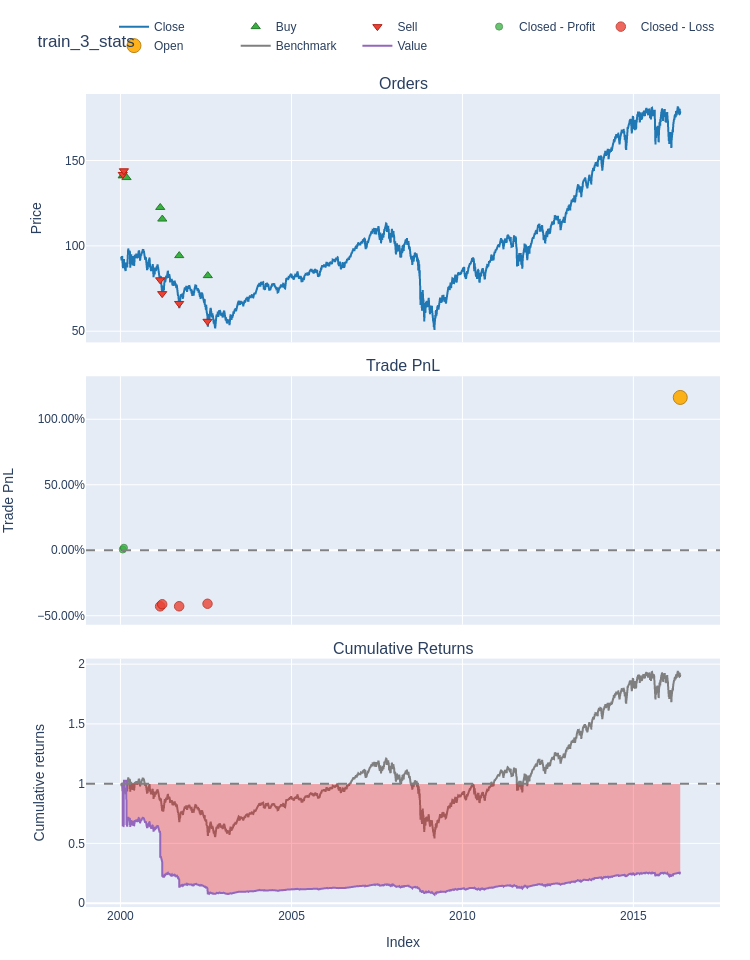 Close Buy Sell Closed - Profit Closed - Loss
Open Benchmark Value
train_3_stats
Orders
150
100
50
Price
Trade PnL
100.00%
50.00%
0.00%
−50.00%
Trade PnL
Cumulative Returns
2
1.5
1
0.5
0
Cumulative returns
2000 2005 2010 2015
Index